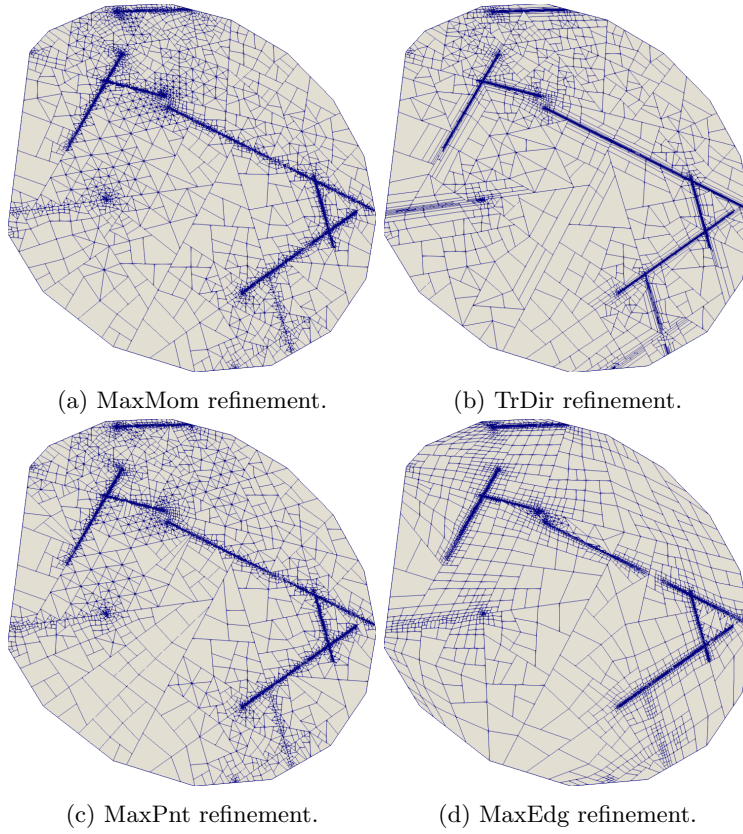 (a) MaxMom refinement.
(b) TrDir refinement.
(c) MaxPnt refinement.
(d) MaxEdg refinement.